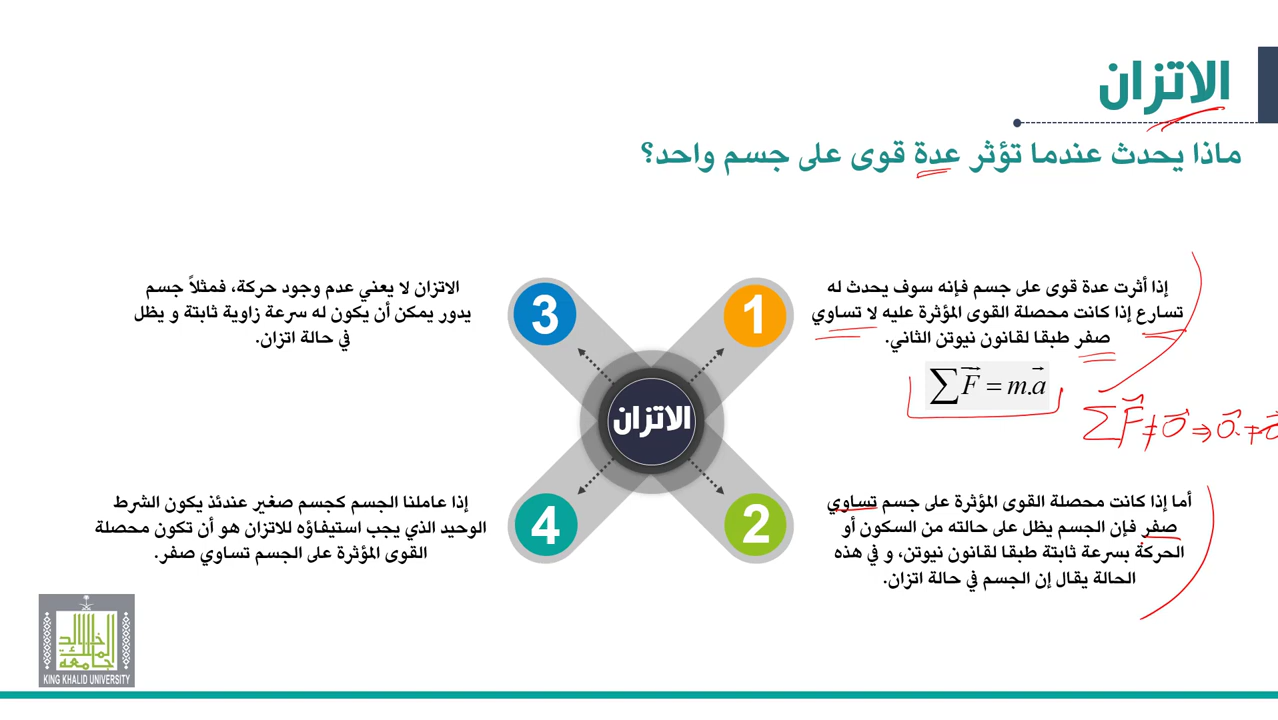 الاتزان
ماذا يحدث عندما تؤثر عدة قوى على جسم واحد؟
إذا أثرت عدة قوى على جسم فإنه سوف يحدث له
تسارع إذا كانت محصلة القوى المؤثرة عليه لا تساوي
صفر طبقا لقانون نيوتن الثاني.
∑F⃗ = m.a⃗
∑F⃗ ≠ 0⃗ ⇒ a⃗ ≠ 0⃗
1
أما إذا كانت محصلة القوى المؤثرة على جسم تساوي
صفر فإن الجسم يظل على حالته من السكون أو
الحركة بسرعة ثابتة طبقا لقانون نيوتن، و في هذه
الحالة يقال إن الجسم في حالة اتزان.
2
الاتزان لا يعني عدم وجود حركة، فمثلاً جسم
يدور يمكن أن يكون له سرعة زاوية ثابتة و يظل
في حالة اتزان.
3
إذا عاملنا الجسم كجسم صغير عندئذ يكون الشرط
الوحيد الذي يجب استيفاؤه للاتزان هو أن تكون محصلة
القوى المؤثرة على الجسم تساوي صفر.
4
الاتزان
جامعة الملك خالد
KING KHALID UNIVERSITY